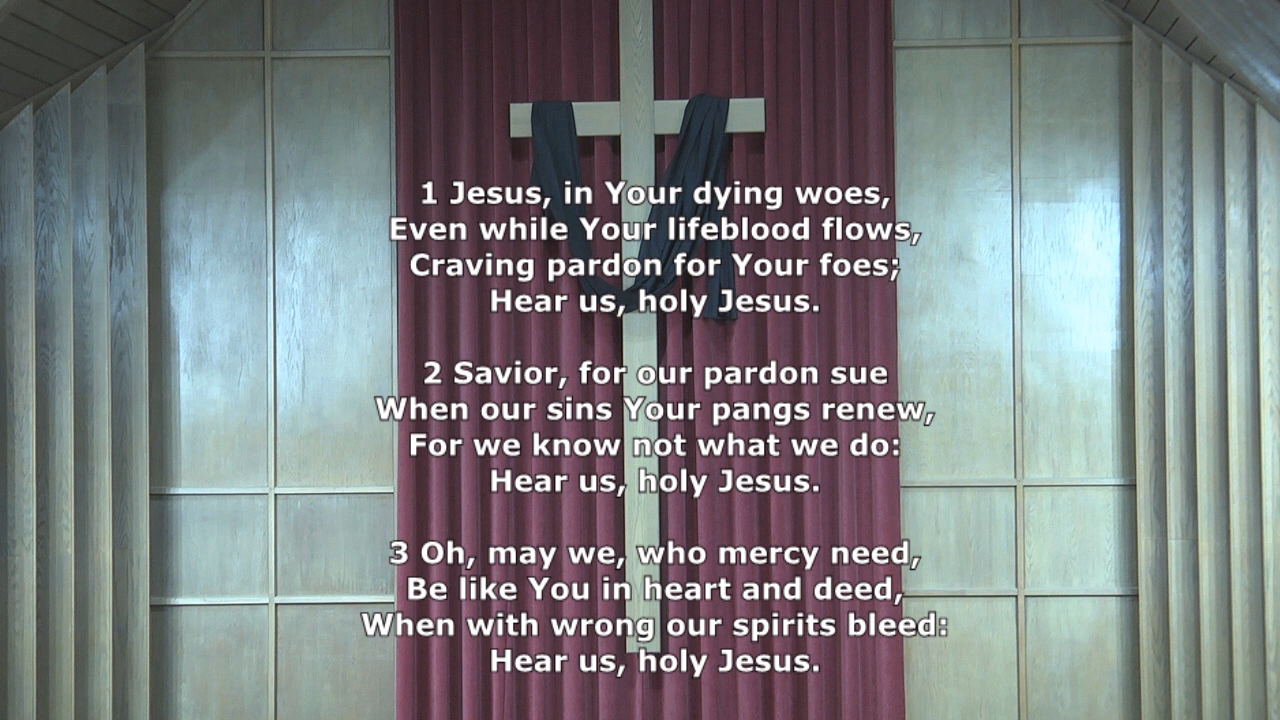 1 Jesus, in Your dying woes,
Even while Your lifeblood flows,
Craving pardon for Your foes;
Hear us, holy Jesus.
2 Savior, for our pardon sue
When our sins Your pangs renew,
For we know not what we do:
Hear us, holy Jesus.
3 Oh, may we, who mercy need,
Be like You in heart and deed,
When with wrong our spirits bleed:
Hear us, holy Jesus.